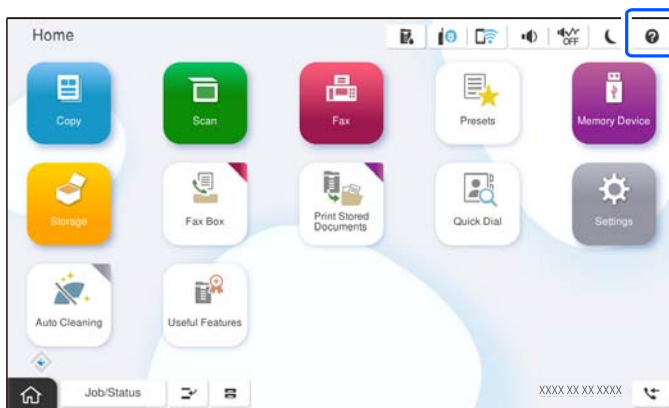 Home
OFF
?
Copy
Scan
Fax
Presets
Memory Device
Storage
Fax Box
Print Stored
Documents
Quick Dial
Settings
Auto Cleaning
Useful Features
Job/Status
XXXX XX XX XXXX